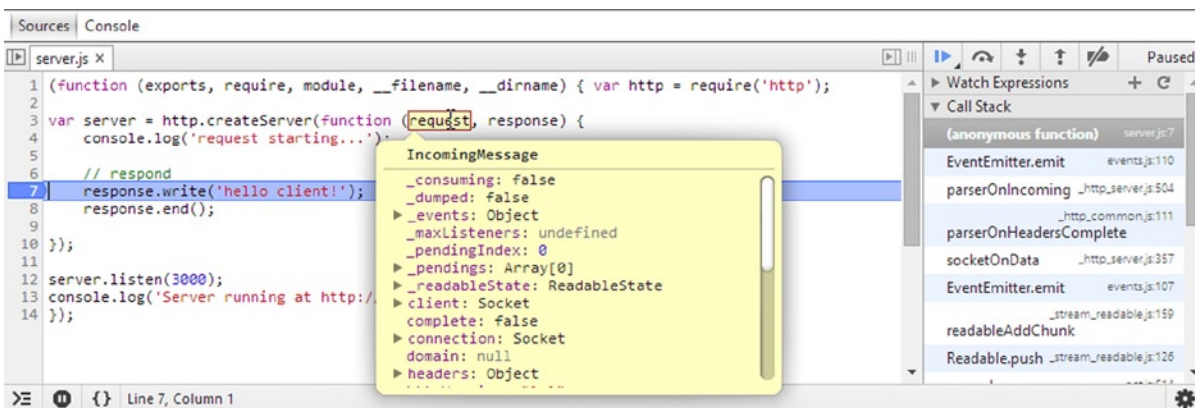 Sources Console
server.js ×
Paused
1 (function (exports, require, module, __filename, __dirname) { var http = require('http');
2
3 var server = http.createServer(function (request, response) {
4 console.log('request starting...');
5
6 // respond
7 response.write('hello client!');
8 response.end();
9
10 });
11
12 server.listen(3000);
13 console.log('Server running at http:/
14 });
IncomingMessage
_consuming: false
_dumped: false
_events: Object
_maxListeners: undefined
_pendingIndex: 0
_pendings: Array[0]
_readableState: ReadableState
client: Socket
complete: false
connection: Socket
domain: null
headers: Object
Watch Expressions
Call Stack
(anonymous function) server.js:7
EventEmitter.emit events.js:110
parserOnIncoming _http_server.js:504
_http_common.js:111
parserOnHeadersComplete
socketOnData _http_server.js:357
EventEmitter.emit events.js:107
_stream_readable.js:159
readableAddChunk
Readable.push _stream_readable.js:126
{} Line 7, Column 1